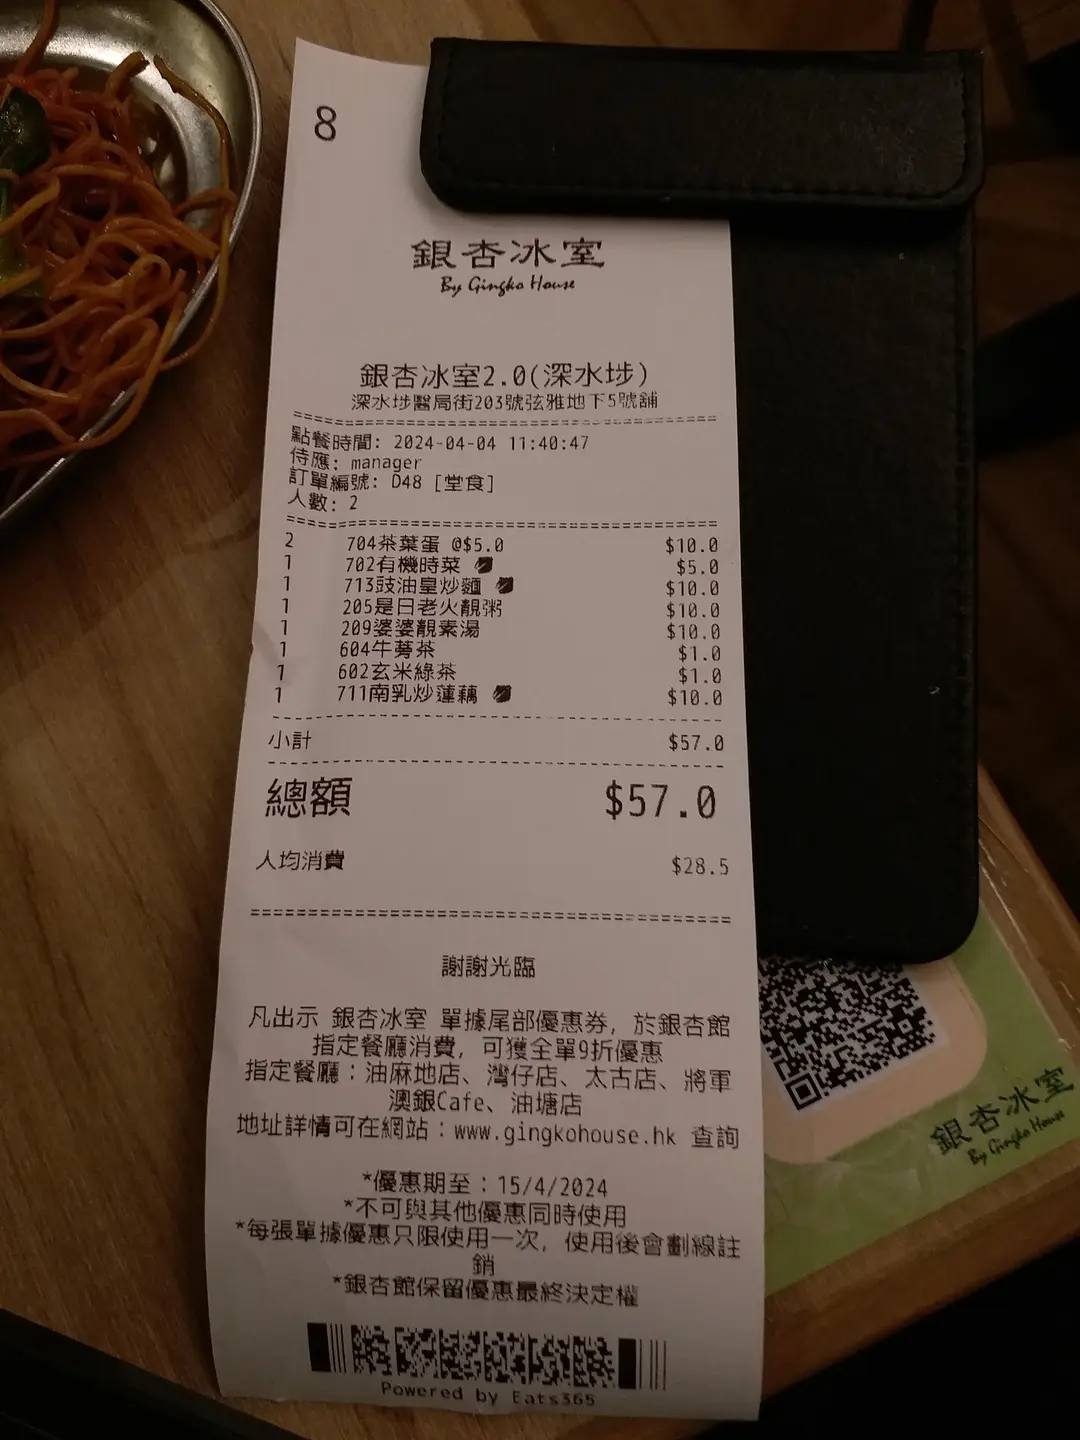 8
銀杏冰室
By Gingko House
銀杏冰室2.0(深水埗)
深水埗醫局街203號弦雅地下5號舖
點餐時間: 2024-04-04 11:40:47
侍應: manager
訂單編號: D48 [堂食]
人數: 2
2 704茶葉蛋 @$5.0 $10.0
1 702有機時菜 $5.0
1 713豉油皇炒麵 $10.0
1 205是日老火靚粥 $10.0
1 209婆婆靚素湯 $10.0
1 604牛蒡茶 $1.0
1 602玄米綠茶 $1.0
1 711南乳炒蓮藕 $10.0
小計 $57.0
總額 $57.0
人均消費 $28.5
謝謝光臨
凡出示 銀杏冰室 單據尾部優惠券, 於銀杏館
指定餐廳消費, 可獲全單9折優惠
指定餐廳：油麻地店、灣仔店、太古店、將軍
澳銀Cafe、油塘店
地址詳情可在網站：www.gingkohouse.hk 查詢
*優惠期至：15/4/2024
*不可與其他優惠同時使用
*每張單據優惠只限使用一次, 使用後會劃線註
銷
*銀杏館保留優惠最終決定權
Powered by Eats365
銀杏冰室
By Gingko House